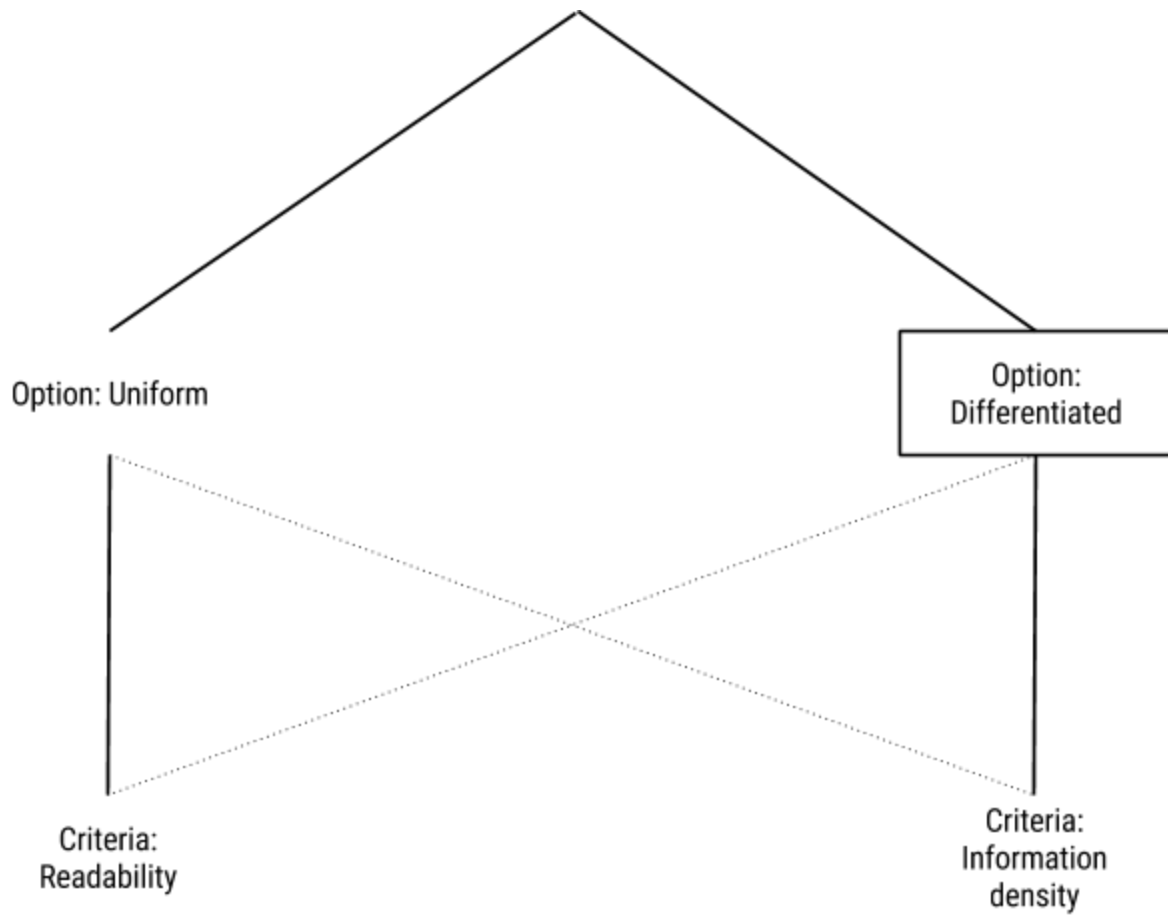 Option: Uniform
Option:
Differentiated
Criteria:
Readability
Criteria:
Information
density